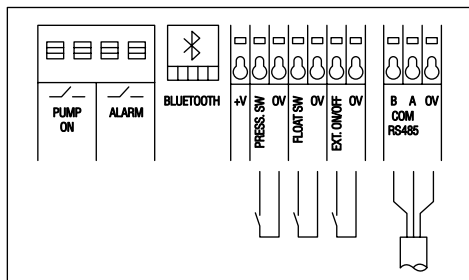 PUMP
ON
ALARM
BLUETOOTH
+V
PRESS. SW
0V
FLOAT SW
0V
EXT. ON/OFF
0V
B A 0V
COM
RS485